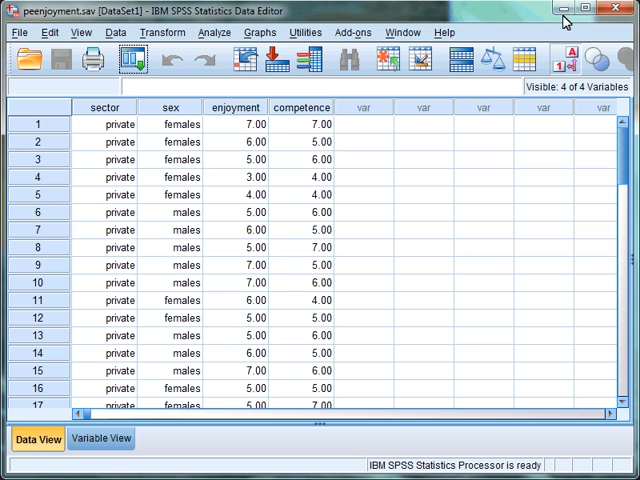 peenjoyment.sav [DataSet1] - IBM SPSS Statistics Data Editor
File Edit View Data Transform Analyze Graphs Utilities Add-ons Window Help
Visible: 4 of 4 Variables
sector sex enjoyment competence var var var var var
1 private females 7.00 7.00
2 private females 6.00 5.00
3 private females 5.00 6.00
4 private females 3.00 4.00
5 private females 4.00 4.00
6 private males 5.00 6.00
7 private males 6.00 5.00
8 private males 5.00 7.00
9 private males 7.00 5.00
10 private males 7.00 6.00
11 private females 6.00 4.00
12 private females 5.00 5.00
13 private males 5.00 6.00
14 private males 6.00 5.00
15 private males 7.00 6.00
16 private females 5.00 5.00
17 private females 5.00 7.00
Data View Variable View
IBM SPSS Statistics Processor is ready